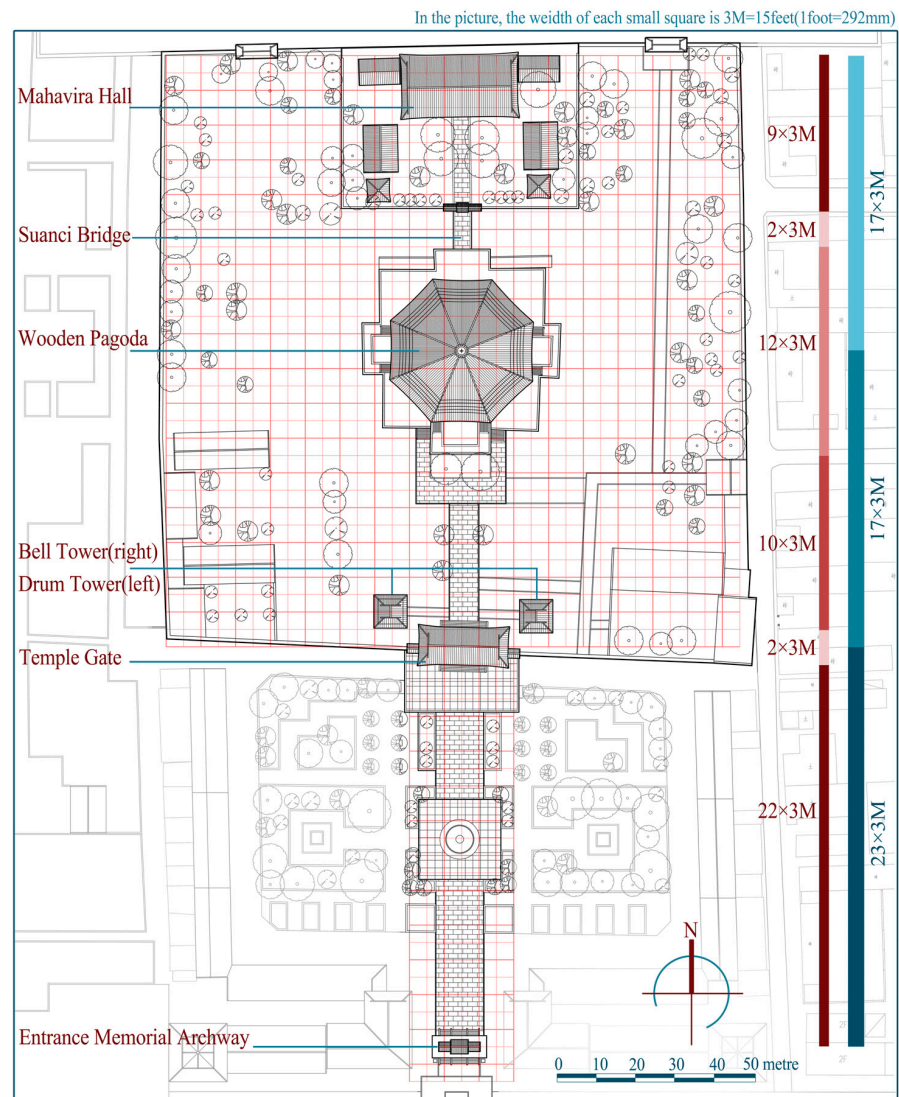 In the picture, the weidth of each small square is 3M=15feet(1foot=292mm)
Mahavira Hall
9×3M
17×3M
Suanci Bridge
2×3M
Wooden Pagoda
12×3M
17×3M
Bell Tower(right)
10×3M
Drum Tower(left)
Temple Gate
2×3M
22×3M
23×3M
N
Entrance Memorial Archway
2F
2F
0 10 20 30 40 50 metre